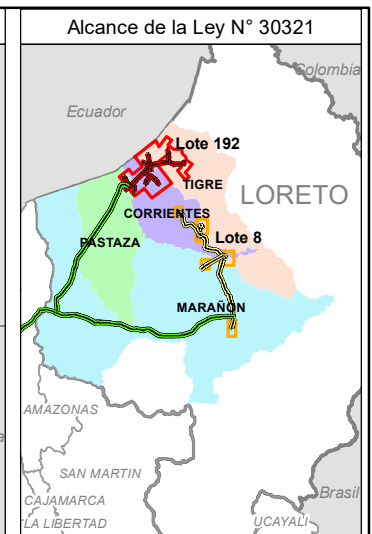 Alcance de la Ley N° 30321
Colombia
Ecuador
Lote 192
TIGRE
LORETO
CORRIENTES
Lote 8
PASTAZA
MARAÑON
AMAZONAS
SAN MARTIN
CAJAMARCA
Brasil
LA LIBERTAD
UCAYALI